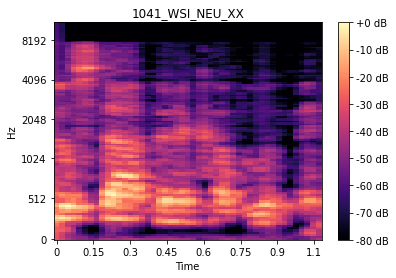 1041_WSI_NEU_XX
8192
4096
2048
1024
512
0
Hz
0 0.15 0.3 0.45 0.6 0.75 0.9 1.1
Time
+0 dB
-10 dB
-20 dB
-30 dB
-40 dB
-50 dB
-60 dB
-70 dB
-80 dB